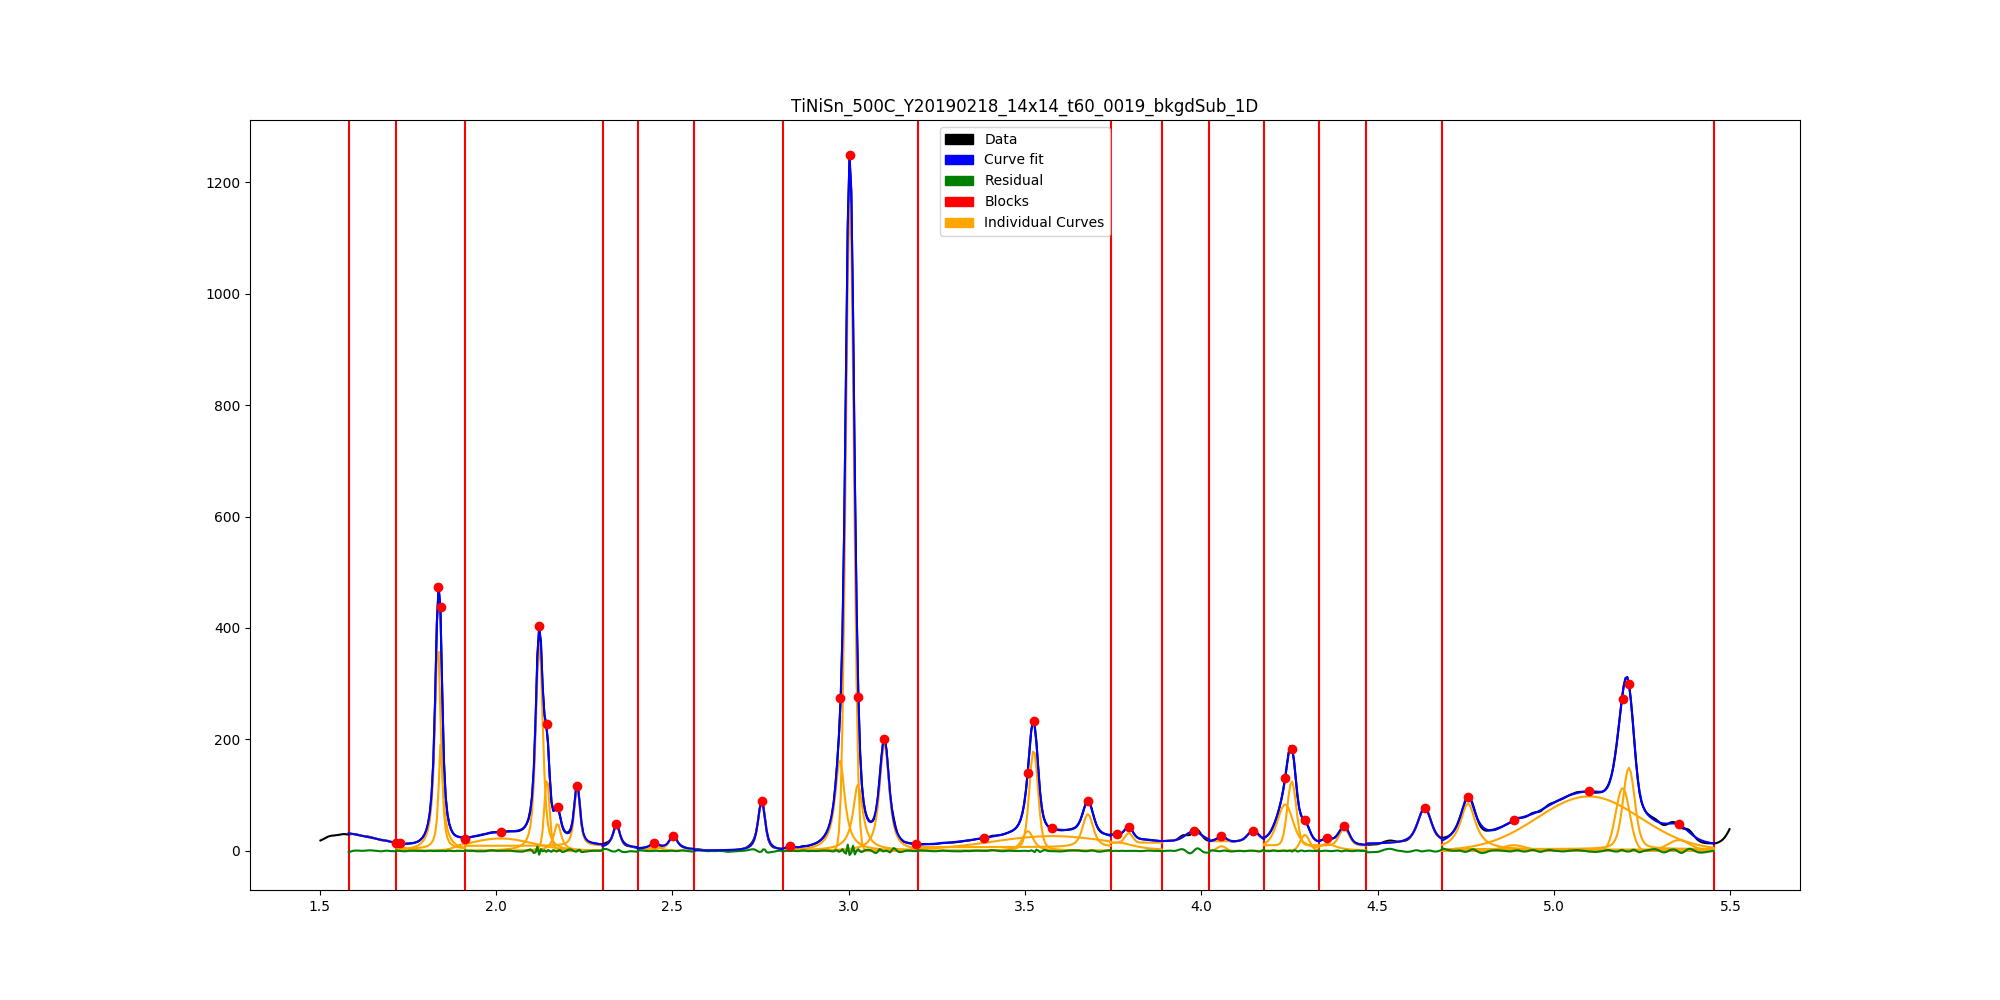 TiNiSn_500C_Y20190218_14x14_t60_0019_bkgdSub_1D
Data
Curve fit
Residual
Blocks
Individual Curves
1200
1000
800
600
400
200
0
1.5 2.0 2.5 3.0 3.5 4.0 4.5 5.0 5.5